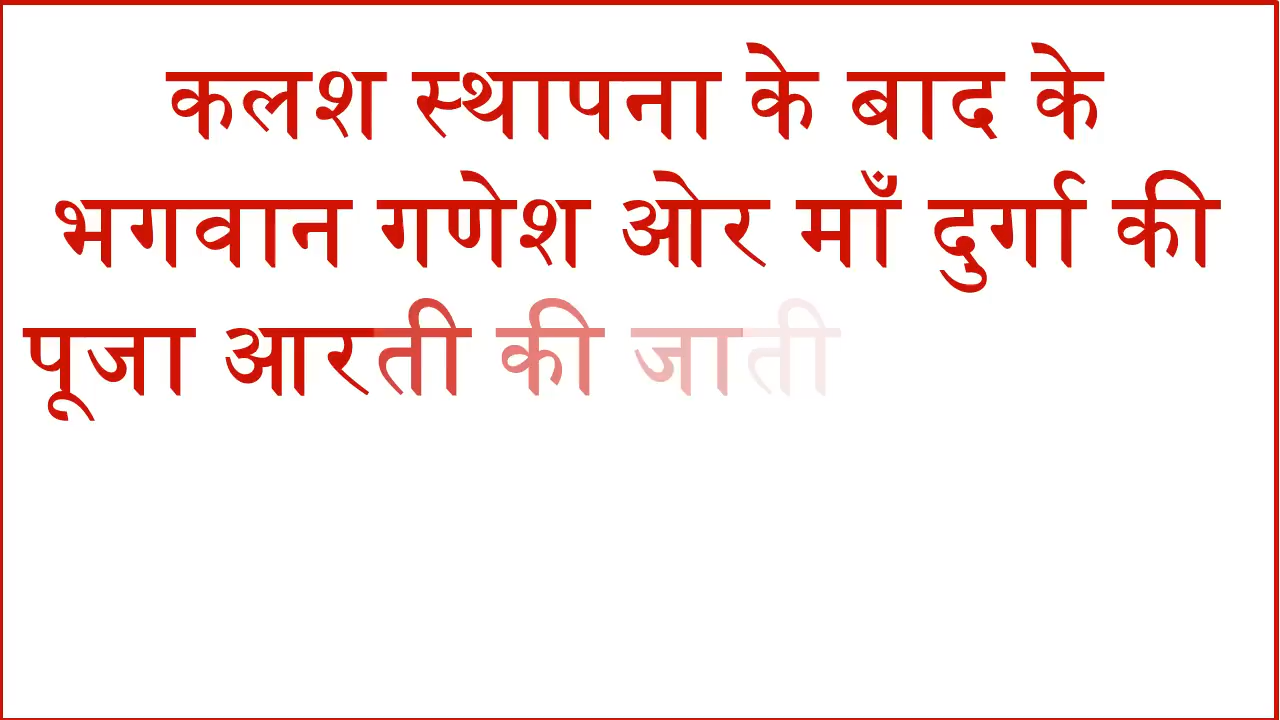 कलश स्थापना के बाद के
भगवान गणेश ओर माँ दुर्गा की
पूजा आरती की जाती